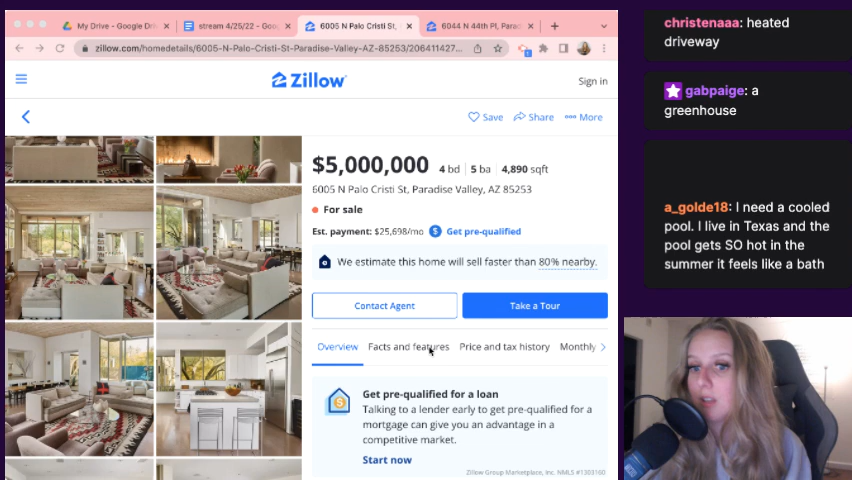 My Drive - Google Dri
stream 4/25/22 - Goo
6005 N Palo Cristi St,
6044 N 44th Pl, Parad
zillow.com/homedetails/6005-N-Palo-Cristi-St-Paradise-Valley-AZ-85253/206411427...
Zillow
Sign in
Save
Share
More
$5,000,000 4 bd 5 ba 4,890 sqft
6005 N Palo Cristi St, Paradise Valley, AZ 85253
For sale
Est. payment: $25,698/mo $ Get pre-qualified
We estimate this home will sell faster than 80% nearby.
Contact Agent
Take a Tour
Overview Facts and features Price and tax history Monthly
Get pre-qualified for a loan
Talking to a lender early to get pre-qualified for a
mortgage can give you an advantage in a
competitive market.
Start now
Zillow Group Marketplace, Inc. NMLS #1303160
christenaaa: heated
driveway
gabpaige: a
greenhouse
a_golde18: I need a cooled
pool. I live in Texas and the
pool gets SO hot in the
summer it feels like a bath